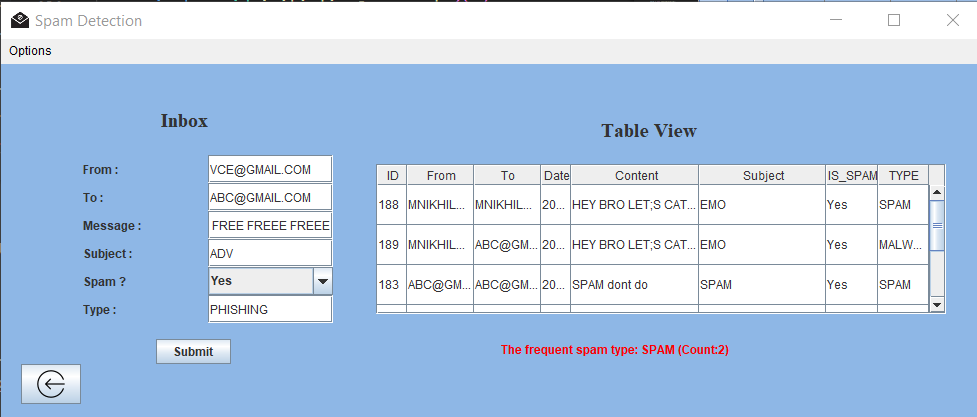 Spam Detection
Options
Inbox
From : VCE@GMAIL.COM
To : ABC@GMAIL.COM
Message : FREE FREEE FREEE
Subject : ADV
Spam ? Yes
Type : PHISHING
Submit
Table View
ID From To Date Content Subject IS_SPAM TYPE
188 MNIKHIL... MNIKHIL... 20... HEY BRO LET;S CAT... EMO Yes SPAM
189 MNIKHIL... ABC@GM... 20... HEY BRO LET;S CAT... EMO Yes MALW...
183 ABC@GM... ABC@GM... 20... SPAM dont do SPAM Yes SPAM
The frequent spam type: SPAM (Count:2)